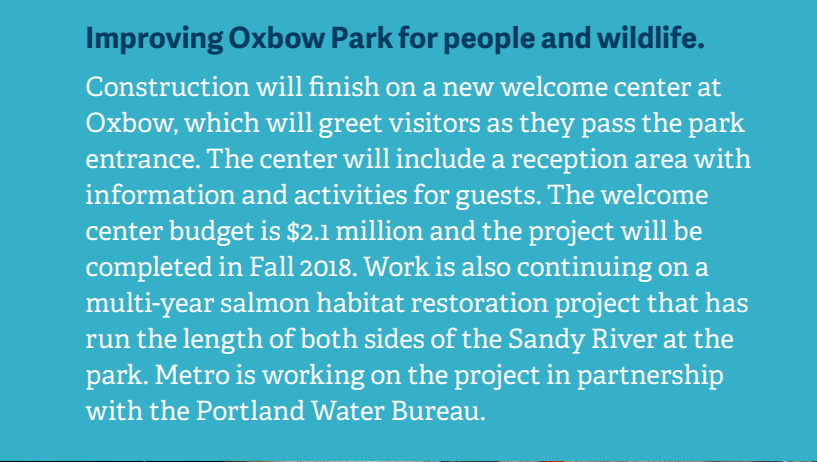 Improving Oxbow Park for people and wildlife.
Construction will finish on a new welcome center at
Oxbow, which will greet visitors as they pass the park
entrance. The center will include a reception area with
information and activities for guests. The welcome
center budget is $2.1 million and the project will be
completed in Fall 2018. Work is also continuing on a
multi-year salmon habitat restoration project that has
run the length of both sides of the Sandy River at the
park. Metro is working on the project in partnership
with the Portland Water Bureau.